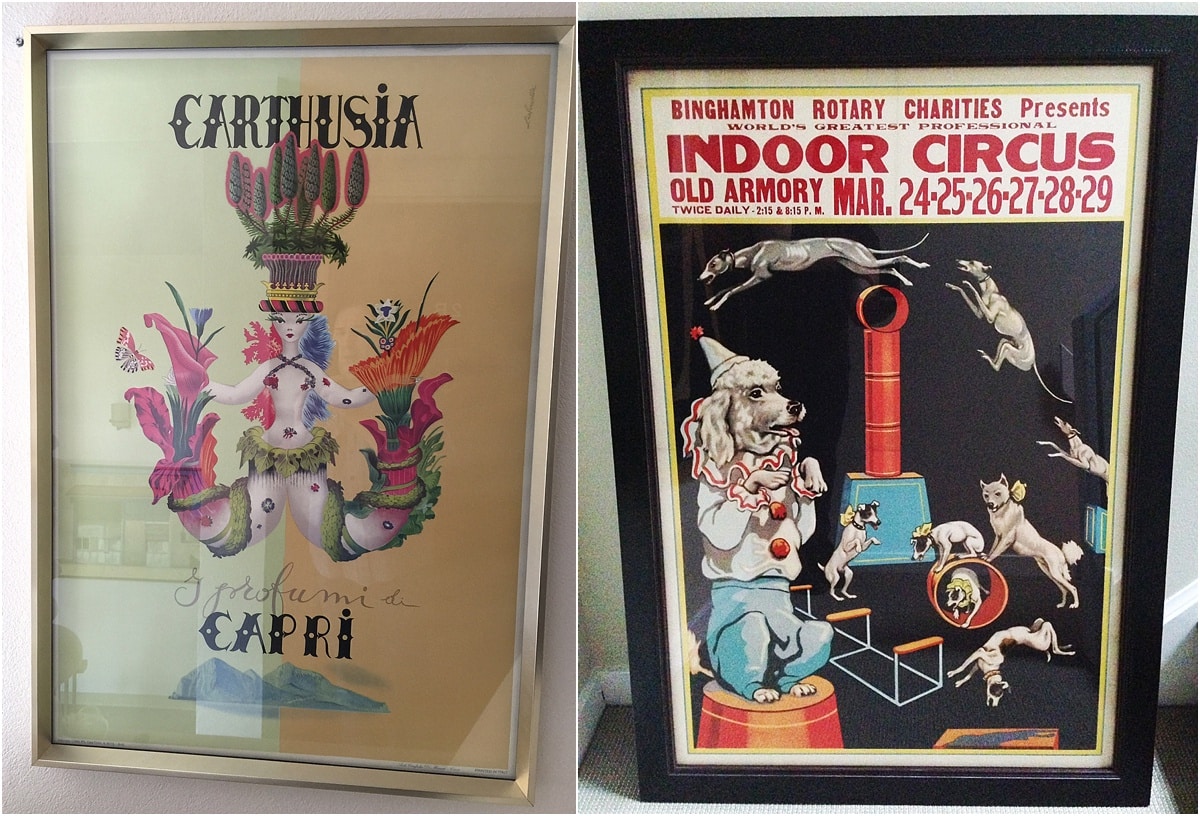 CARTHUSIA
I profumi di
CAPRI
BINGHAMTON ROTARY CHARITIES Presents
WORLD'S GREATEST PROFESSIONAL
INDOOR CIRCUS
OLD ARMORY MAR. 24-25-26-27-28-29
TWICE DAILY - 2:15 & 8:15 P. M.